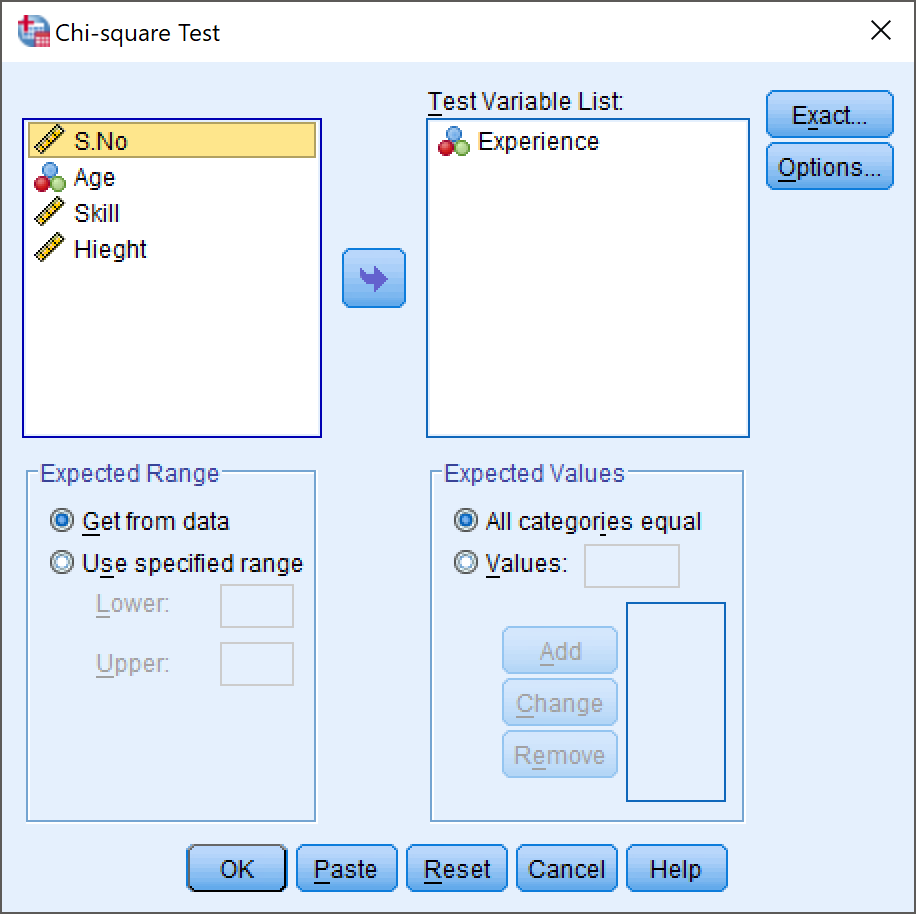 Chi-square Test
Test Variable List:
S.No
Age
Skill
Hieght
Experience
Exact...
Options...
Expected Range
Get from data
Use specified range
Lower:
Upper:
Expected Values
All categories equal
Values:
Add
Change
Remove
OK
Paste
Reset
Cancel
Help